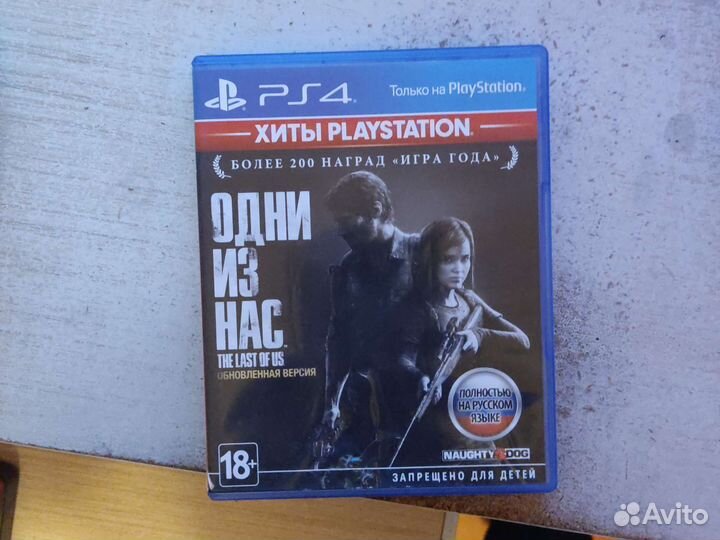 PS4
Только на PlayStation
ХИТЫ PLAYSTATION
БОЛЕЕ 200 НАГРАД «ИГРА ГОДА»
ОДНИ
ИЗ
НАС
THE LAST OF US
ОБНОВЛЕННАЯ ВЕРСИЯ
ПОЛНОСТЬЮ
НА РУССКОМ
ЯЗЫКЕ
NAUGHTY DOG
18+
ЗАПРЕЩЕНО ДЛЯ ДЕТЕЙ
Avito